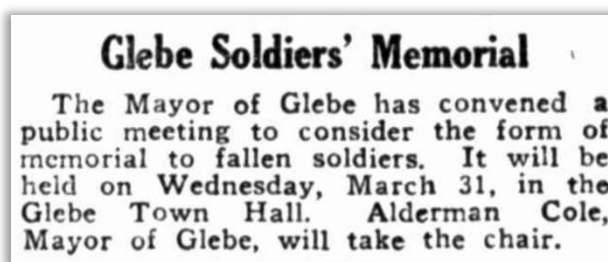 Glebe Soldiers' Memorial
The Mayor of Glebe has convened a
public meeting to consider the form of
memorial to fallen soldiers. It will be
held on Wednesday, March 31, in the
Glebe Town Hall. Alderman Cole,
Mayor of Glebe, will take the chair.